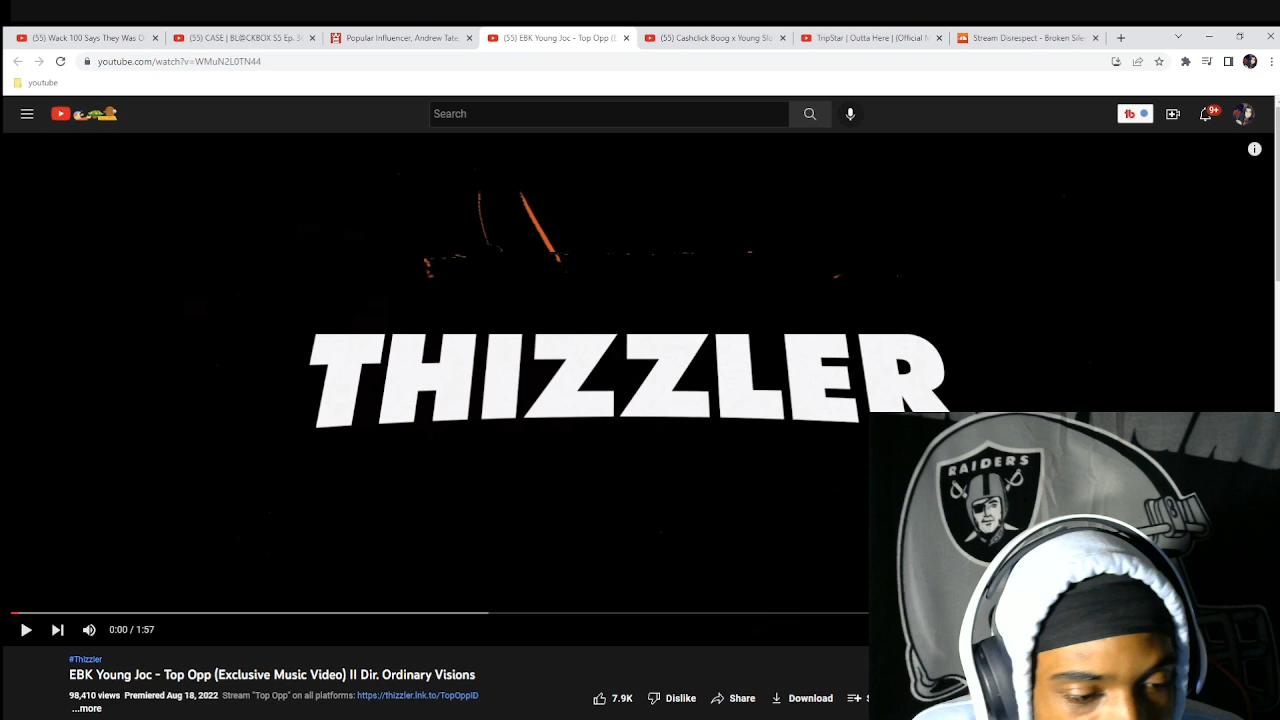 (55) Wack 100 Says They Was O
(55) CASE | BL@CKBOX S5 Ep. 3
Popular Influencer, Andrew Tate
(55) EBK Young Joc - Top Opp (E
(55) Cashclick Boog x Young Slo
TripStar | Outta Here | (Official M
Stream Disrespect - Broken Sile
youtube.com/watch?v=WMuN2L0TN44
youtube
Search
tb
9+
THIZZLER
RAIDERS
0:00 / 1:57
#Thizzler
EBK Young Joc - Top Opp (Exclusive Music Video) II Dir. Ordinary Visions
98,410 views Premiered Aug 18, 2022 Stream "Top Opp" on all platforms: https://thizzler.lnk.to/TopOppID
...more
7.9K Dislike Share Download S